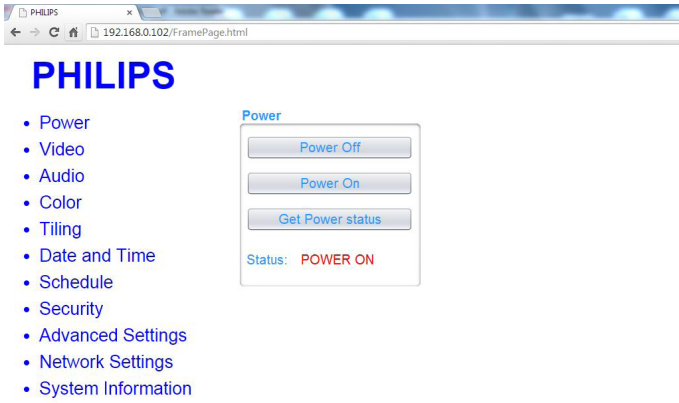 PHILIPS
192.168.0.102/FramePage.html
PHILIPS
Power
Video
Audio
Color
Tiling
Date and Time
Schedule
Security
Advanced Settings
Network Settings
System Information
Power
Power Off
Power On
Get Power status
Status: POWER ON